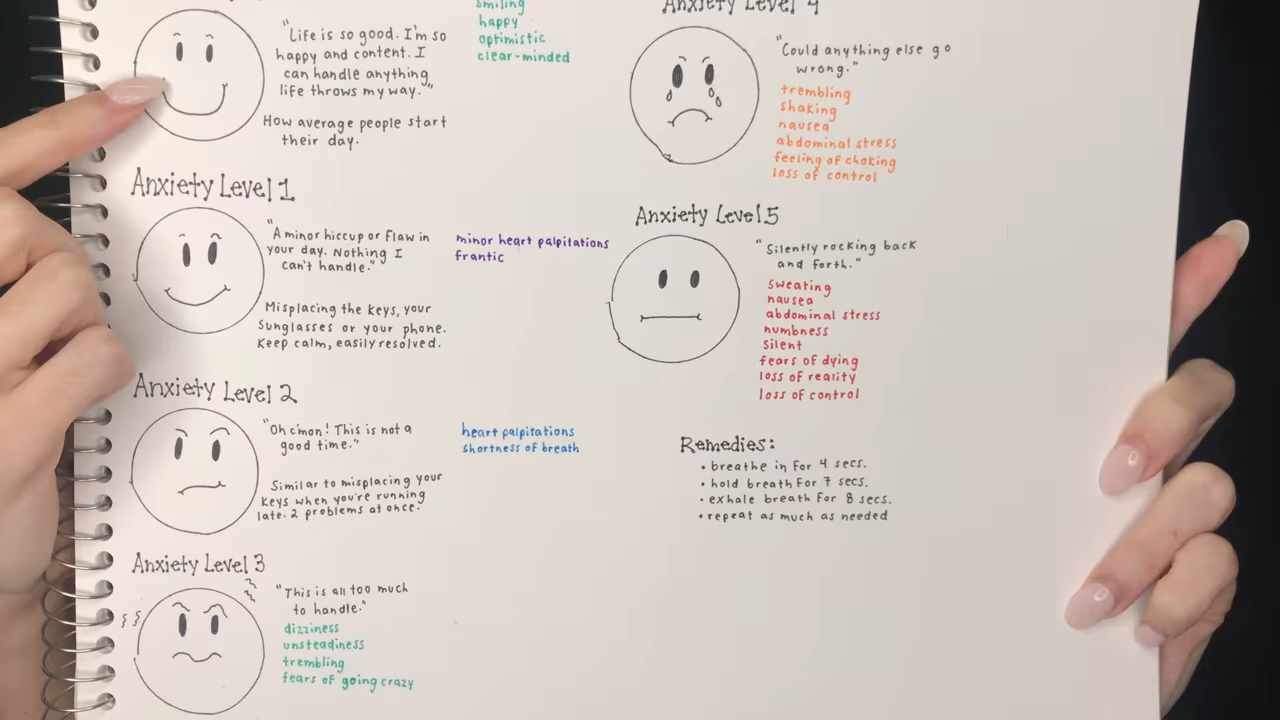 "Life is so good. I'm so
happy and content. I
can handle anything
life throws my way."
How average people start
their day.
smiling
happy
optimistic
clear-minded
Anxiety Level 1
"A minor hiccup or flaw in
your day. Nothing I
can't handle."
Misplacing the keys, your
sunglasses or your phone.
Keep calm, easily resolved.
minor heart palpitations
frantic
Anxiety Level 2
"Oh c'mon! This is not a
good time."
Similar to misplacing your
keys when you're running
late. 2 problems at once.
heart palpitations
shortness of breath
Anxiety Level 3
"This is all too much
to handle."
dizziness
unsteadiness
trembling
fears of going crazy
Anxiety Level 4
"Could anything else go
wrong."
trembling
shaking
nausea
abdominal stress
feeling of choking
loss of control
Anxiety Level 5
"Silently rocking back
and forth."
sweating
nausea
abdominal stress
numbness
silent
fears of dying
loss of reality
loss of control
Remedies:
• breathe in for 4 secs.
• hold breath for 7 secs.
• exhale breath for 8 secs.
• repeat as much as needed